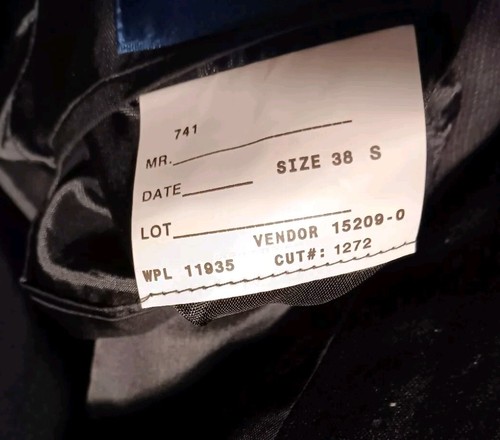 741
MR.
SIZE 38 S
DATE
LOT
VENDOR 15209-0
WPL 11935 CUT#: 1272